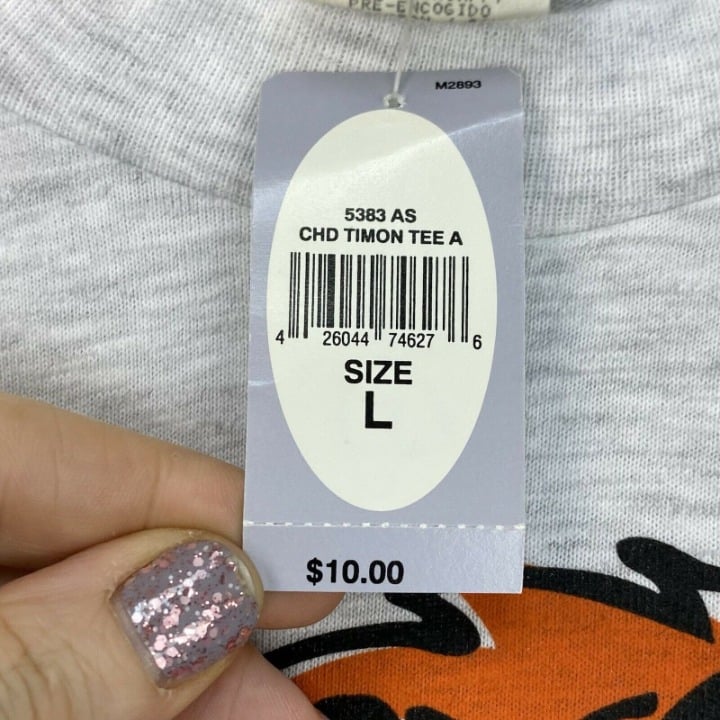 PRE-ENCOGIDO
M2893
5383 AS
CHD TIMON TEE A
4 26044 74627 6
SIZE
L
$10.00